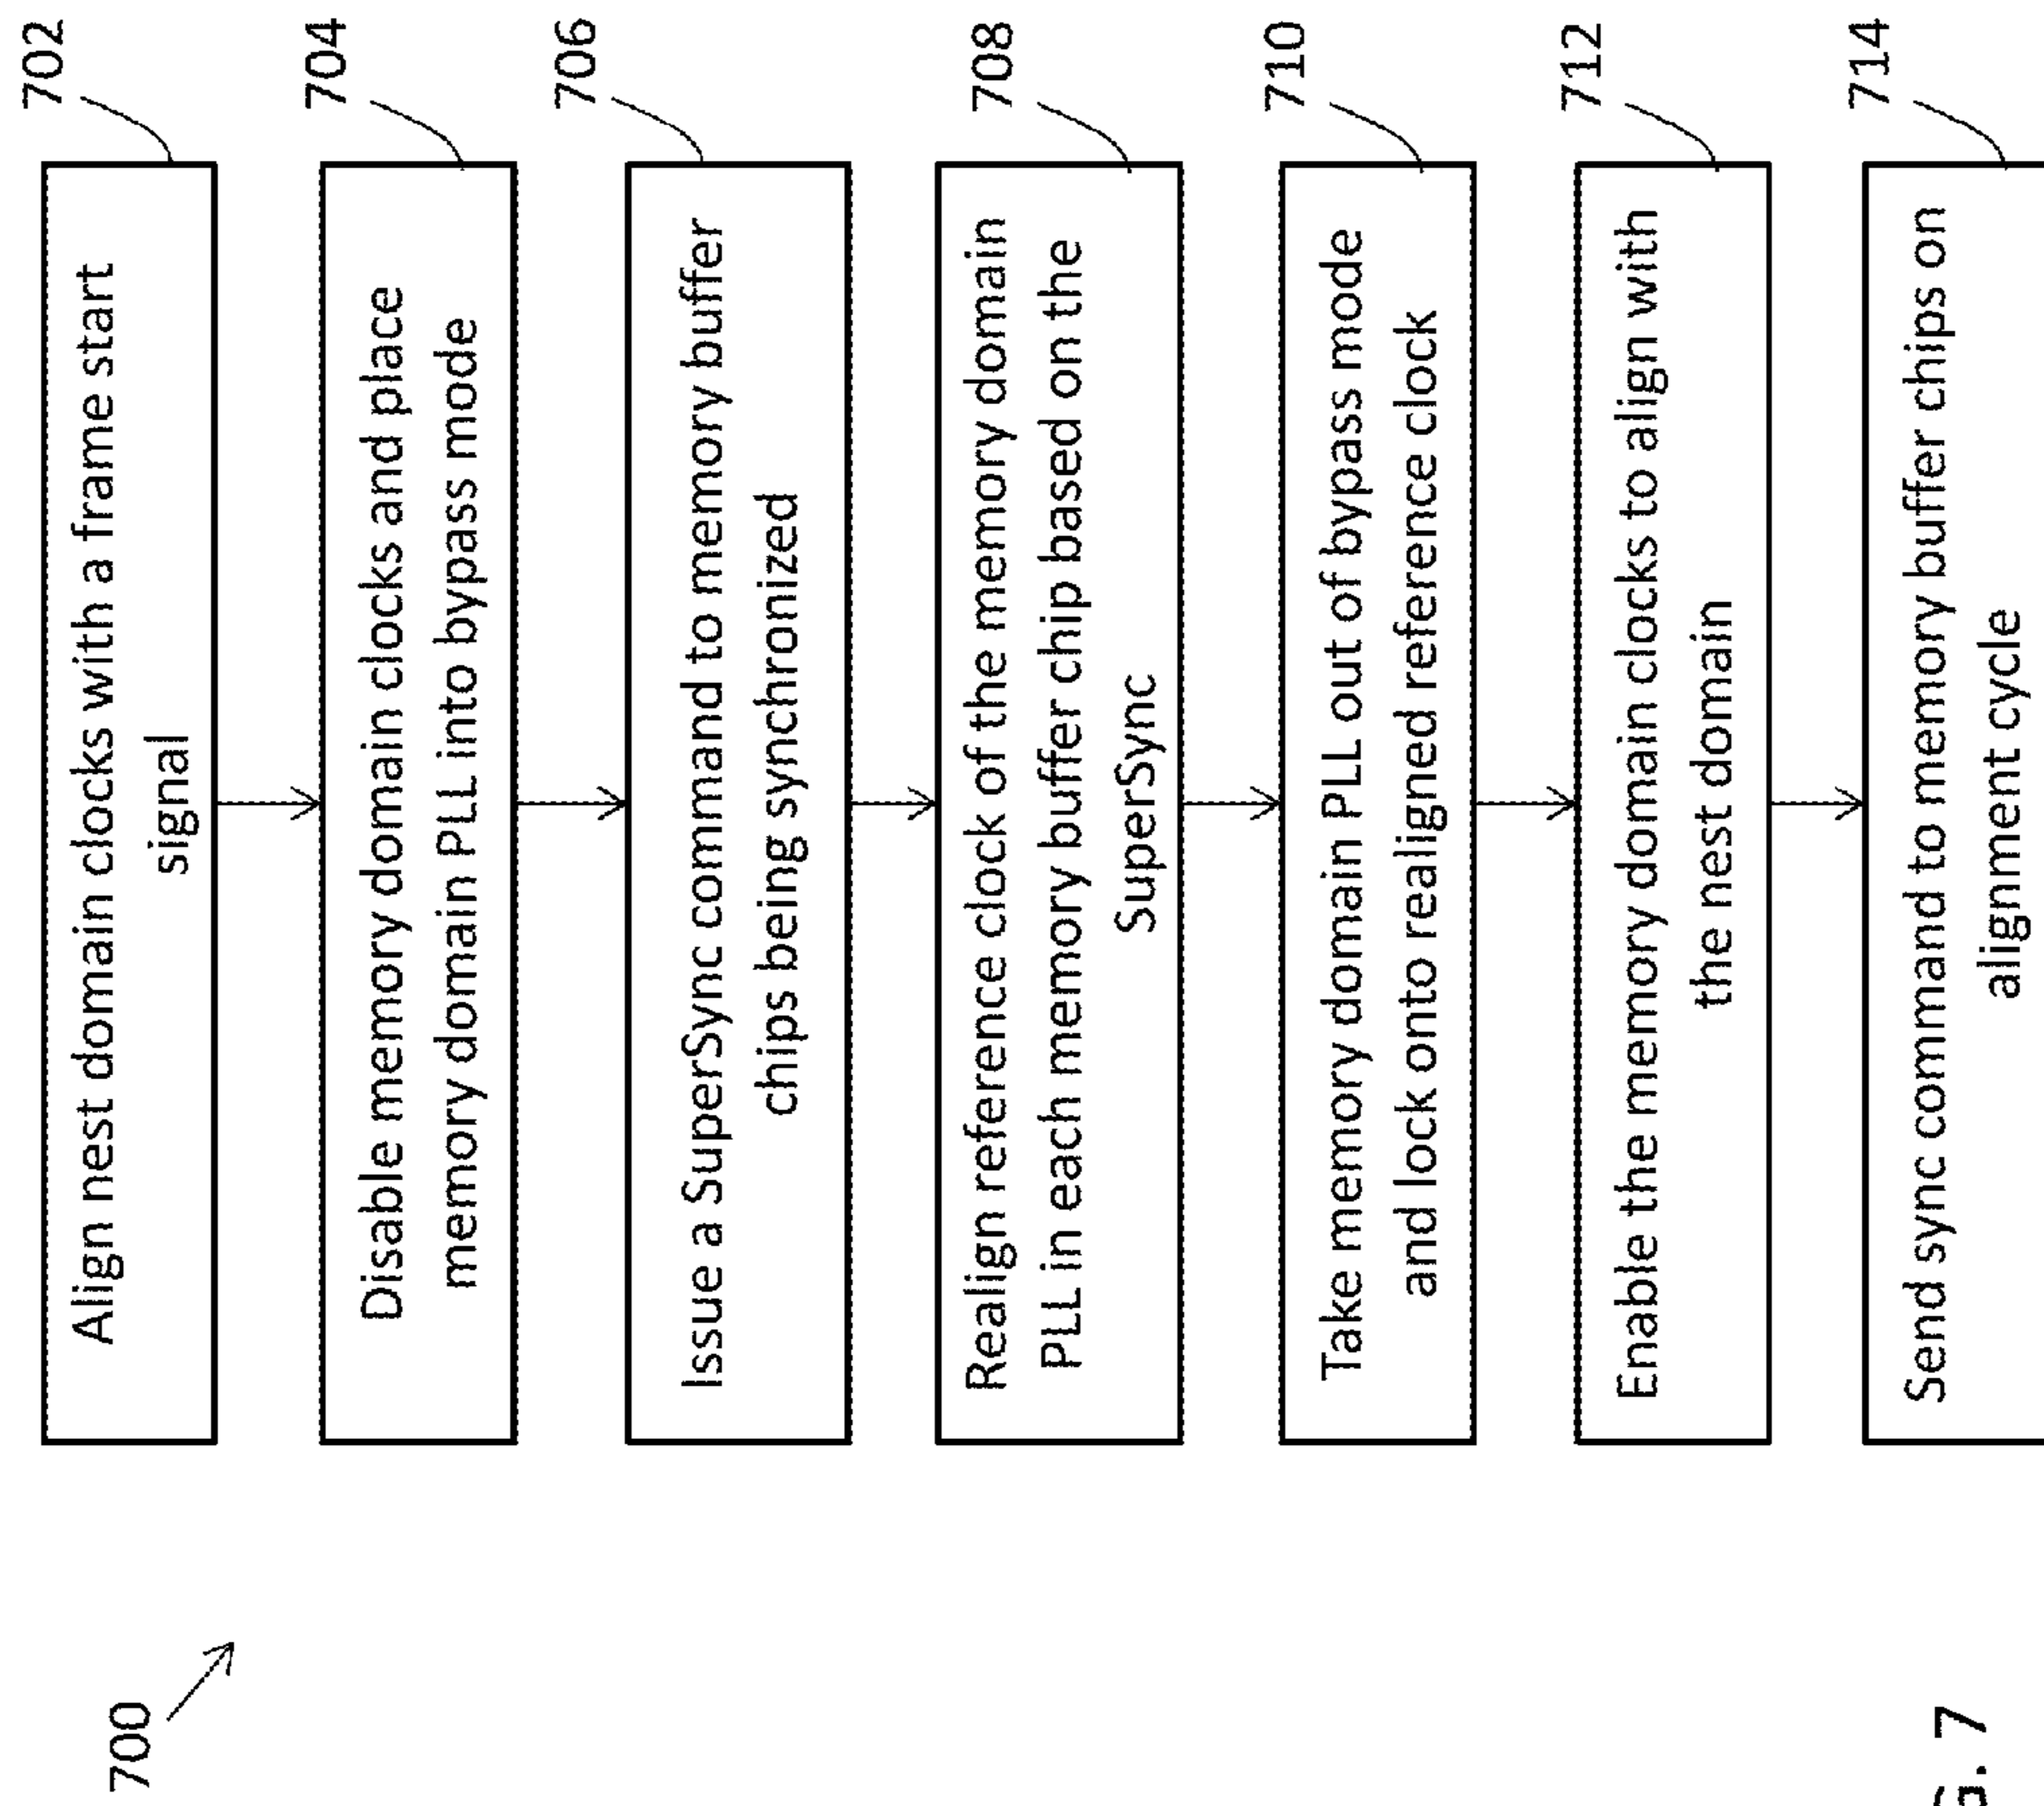 700
Align nest domain clocks with a frame start
signal
702
Disable memory domain clocks and place
memory domain PLL into bypass mode
704
Issue a SuperSync command to memory buffer
chips being synchronized
706
Realign reference clock of the memory domain
PLL in each memory buffer chip based on the
SuperSync
708
Take memory domain PLL out of bypass mode
and lock onto realigned reference clock
710
Enable the memory domain clocks to align with
the nest domain
712
Send sync command to memory buffer chips on
alignment cycle
714
G. 7